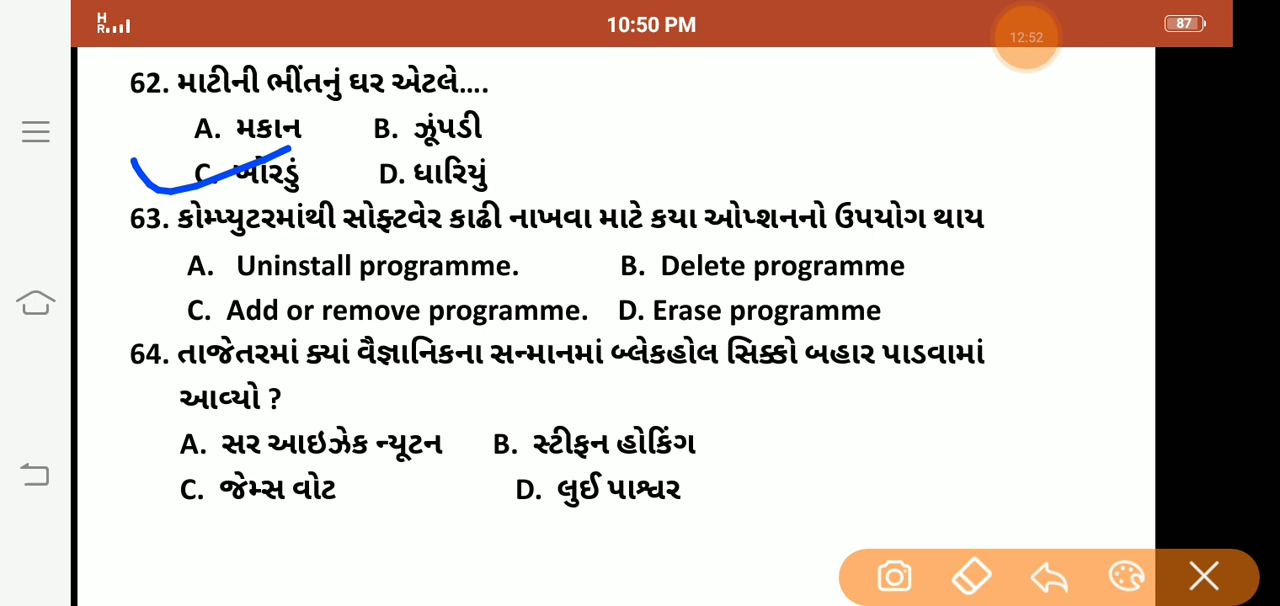 H
R
10:50 PM
12:52
87
62. માટીની ભીંતનું ઘર એટલે....
A. મકાન B. ઝૂંપડી
C. ખોરડું D. ધારિયું
63. કોમ્પ્યુટરમાંથી સોફ્ટવેર કાઢી નાખવા માટે કયા ઓપ્શનનો ઉપયોગ થાય
A. Uninstall programme. B. Delete programme
C. Add or remove programme. D. Erase programme
64. તાજેતરમાં ક્યાં વૈજ્ઞાનિકના સન્માનમાં બ્લેકહોલ સિક્કો બહાર પાડવામાં
આવ્યો ?
A. સર આઇઝેક ન્યૂટન B. સ્ટીફન હોકિંગ
C. જેમ્સ વોટ D. લુઈ પાશ્વર